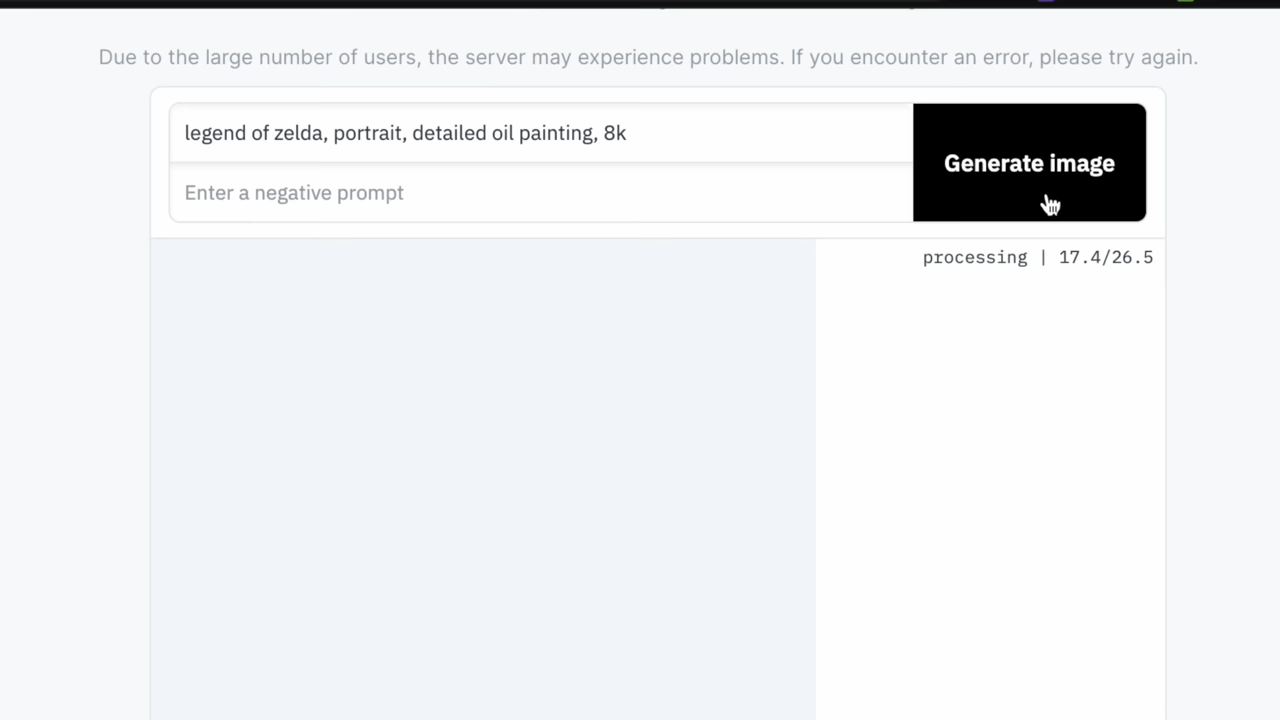 Due to the large number of users, the server may experience problems. If you encounter an error, please try again.
legend of zelda, portrait, detailed oil painting, 8k
Generate image
Enter a negative prompt
processing | 17.4/26.5